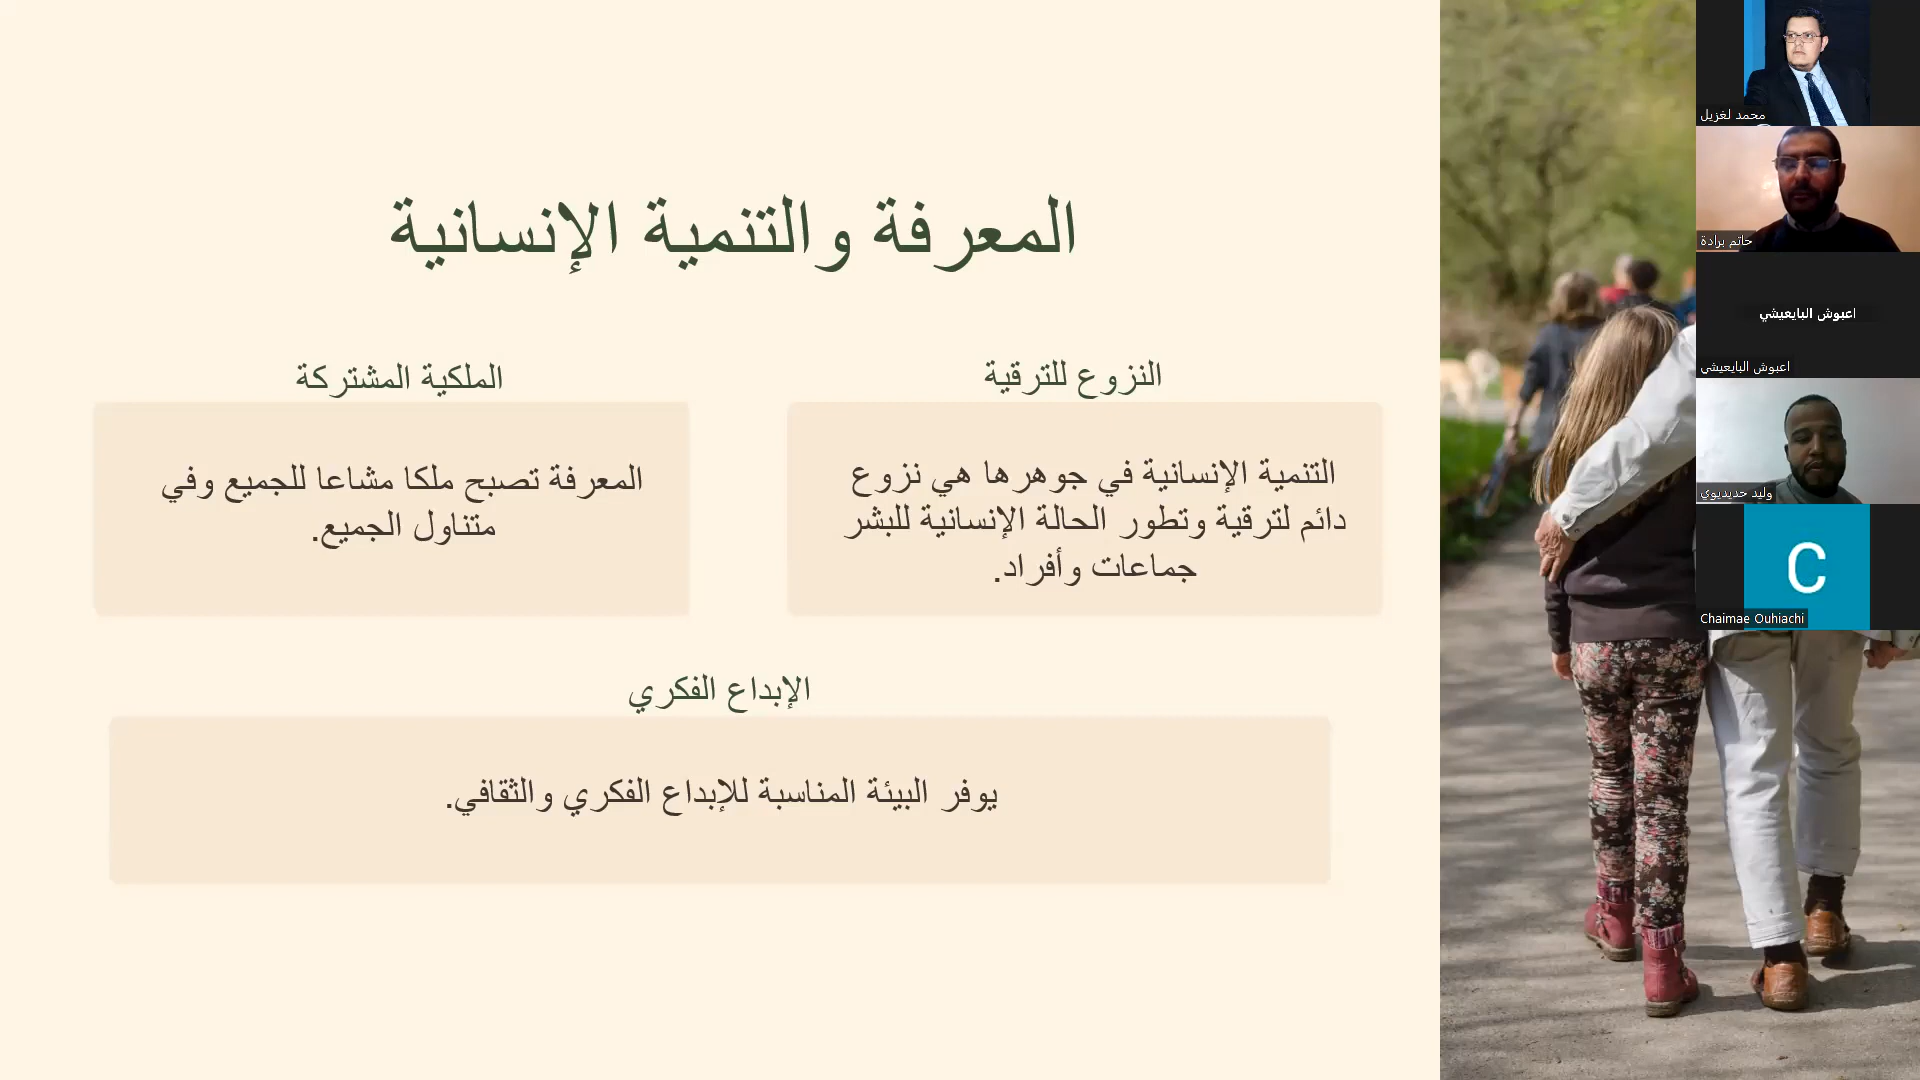 المعرفة والتنمية الإنسانية
النزوع للترقية
التنمية الإنسانية في جوهرها هي نزوع
دائم لترقية وتطور الحالة الإنسانية للبشر
جماعات وأفراد.
الملكية المشتركة
المعرفة تصبح ملكا مشاعا للجميع وفي
متناول الجميع.
الإبداع الفكري
يوفر البيئة المناسبة للإبداع الفكري والثقافي.
محمد لغزيل
حاتم برادة
اعبوش البايعيشي
اعبوش البايعيشي
وليد حديديوي
C
Chaimae Ouhiachi